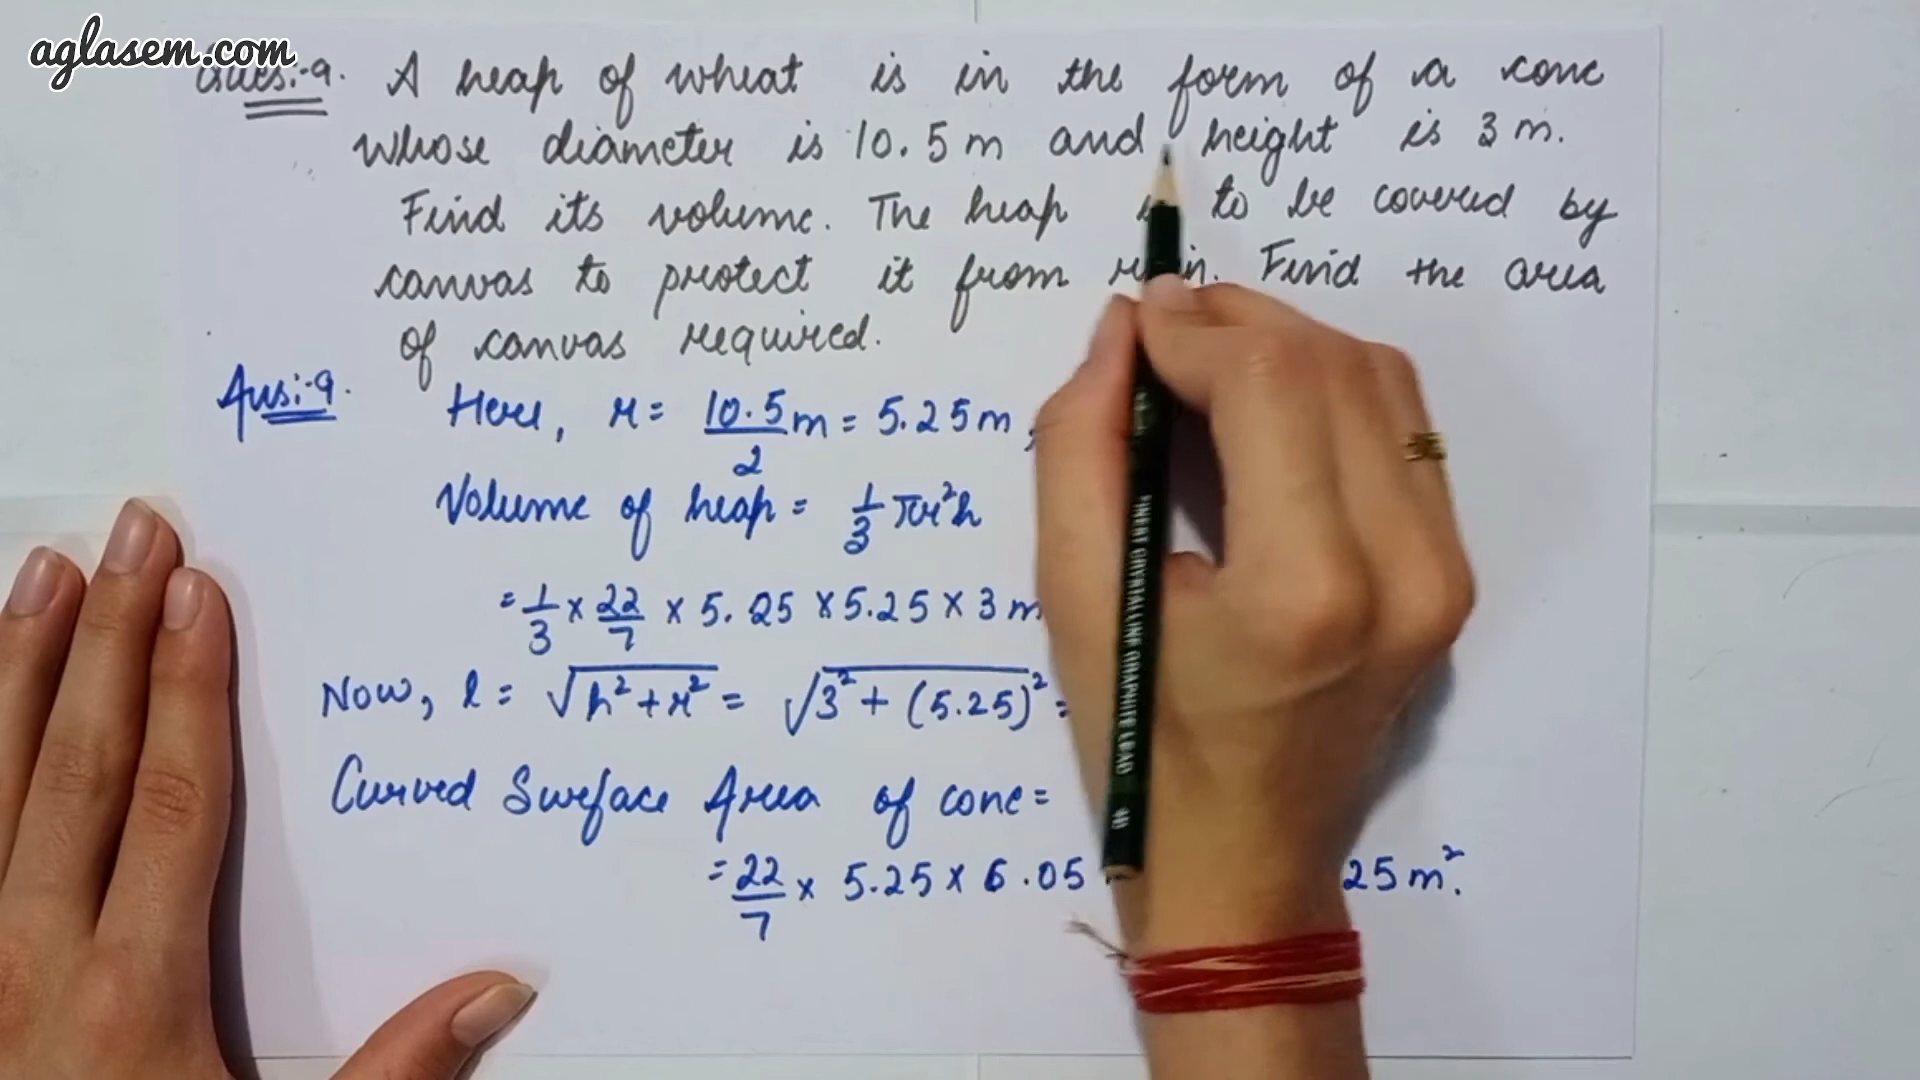 aglasem.com
Ques:-9. A heap of wheat is in the form of a cone
whose diameter is 10.5 m and height is 3 m.
Find its volume. The heap to be covered by
canvas to protect it from Find the area
of canvas required.
Ans:-9. Here, r = 10.5/2 m = 5.25 m,
Volume of heap = 1/3 πr²h
= 1/3 × 22/7 × 5.25 × 5.25 × 3 m
Now, l = √h²+r² = √3² + (5.25)² =
Curved Surface Area of cone =
= 22/7 × 5.25 × 6.05 25 m².
INERT CRYSTALLINE GRAPHITE LEAD